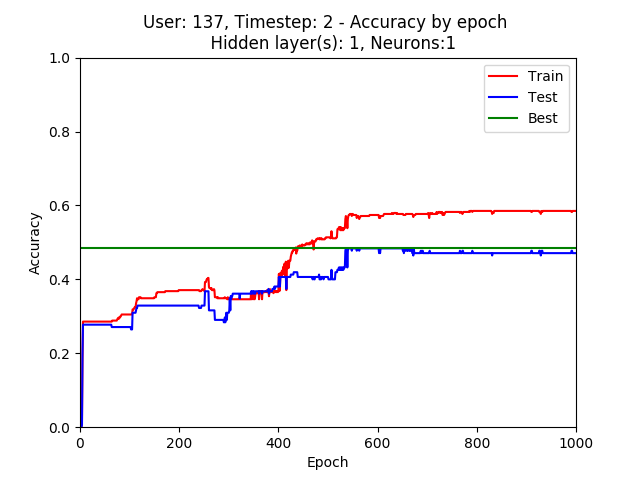 User: 137, Timestep: 2 - Accuracy by epoch
Hidden layer(s): 1, Neurons:1
Train
Test
Best
1.0
0.8
0.6
0.4
0.2
0.0
Accuracy
0
200
400
600
800
1000
Epoch